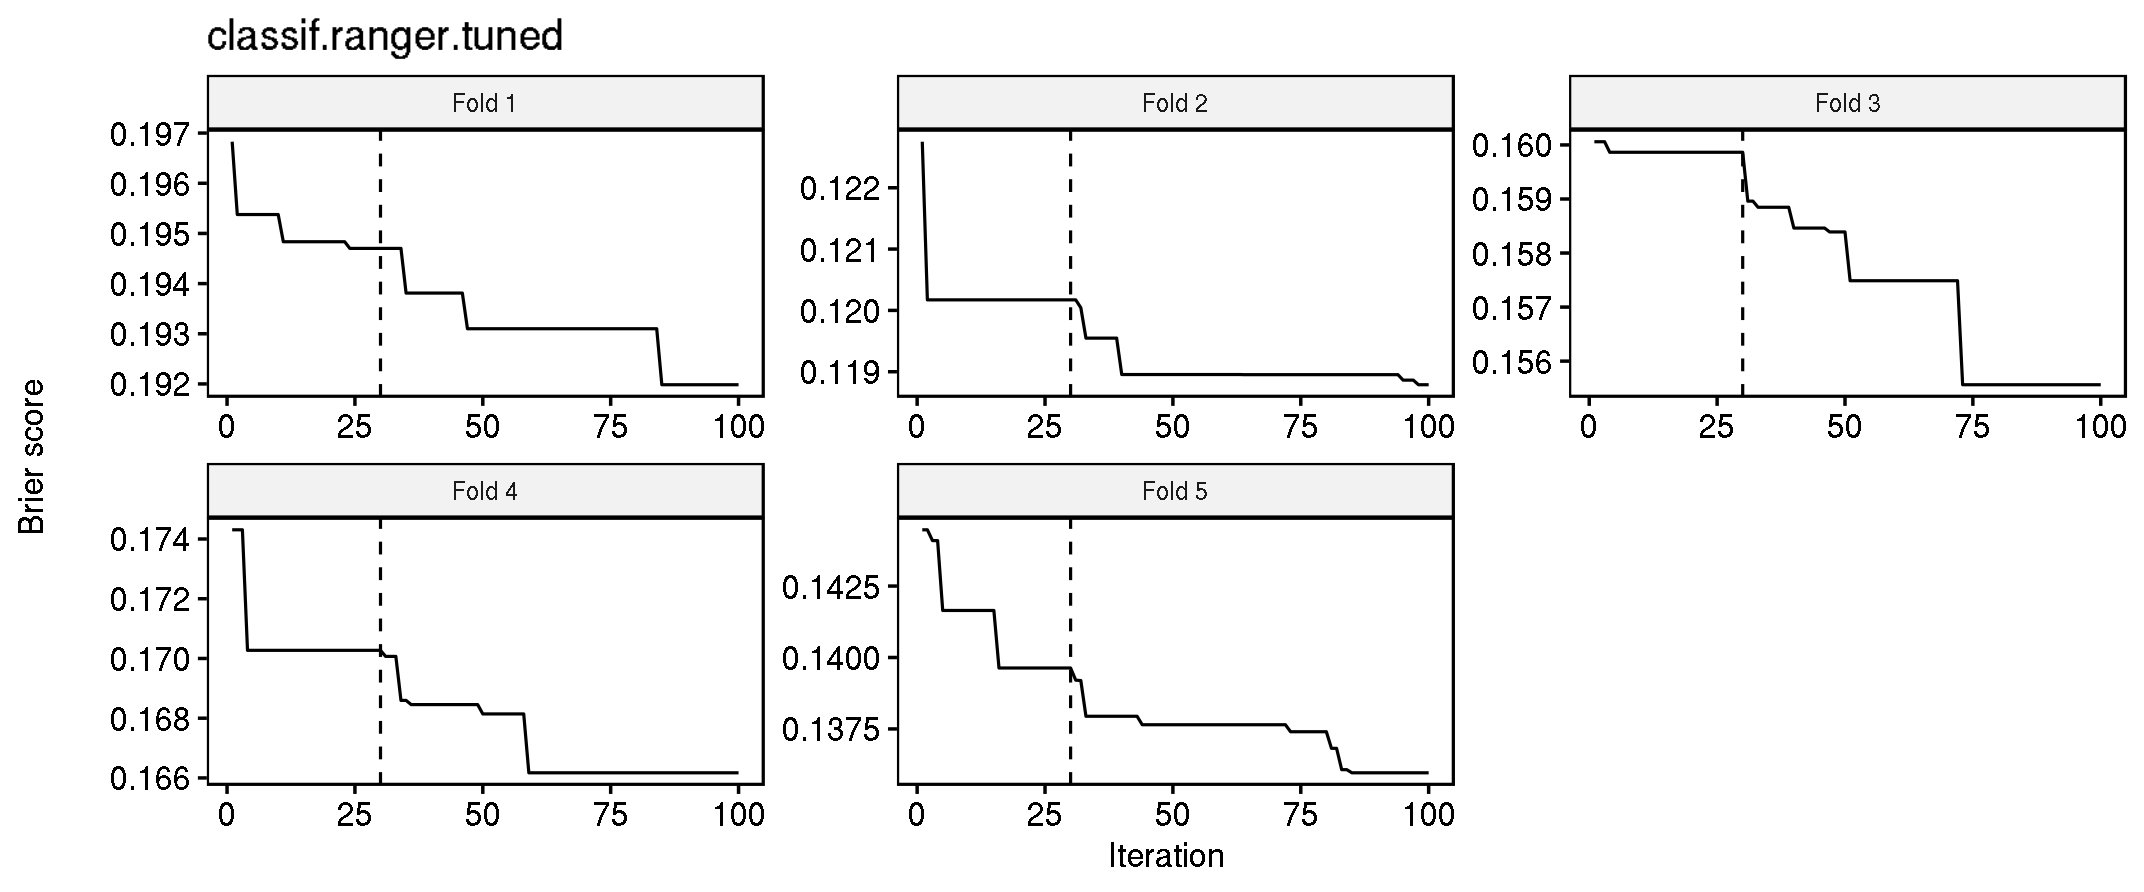 classif.ranger.tuned
Fold 1
0.197
0.196
0.195
0.194
0.193
0.192
0 25 50 75 100
Fold 2
0.122
0.121
0.120
0.119
0 25 50 75 100
Fold 3
0.160
0.159
0.158
0.157
0.156
0 25 50 75 100
Fold 4
0.174
0.172
0.170
0.168
0.166
0 25 50 75 100
Fold 5
0.1425
0.1400
0.1375
0 25 50 75 100
Brier score
Iteration